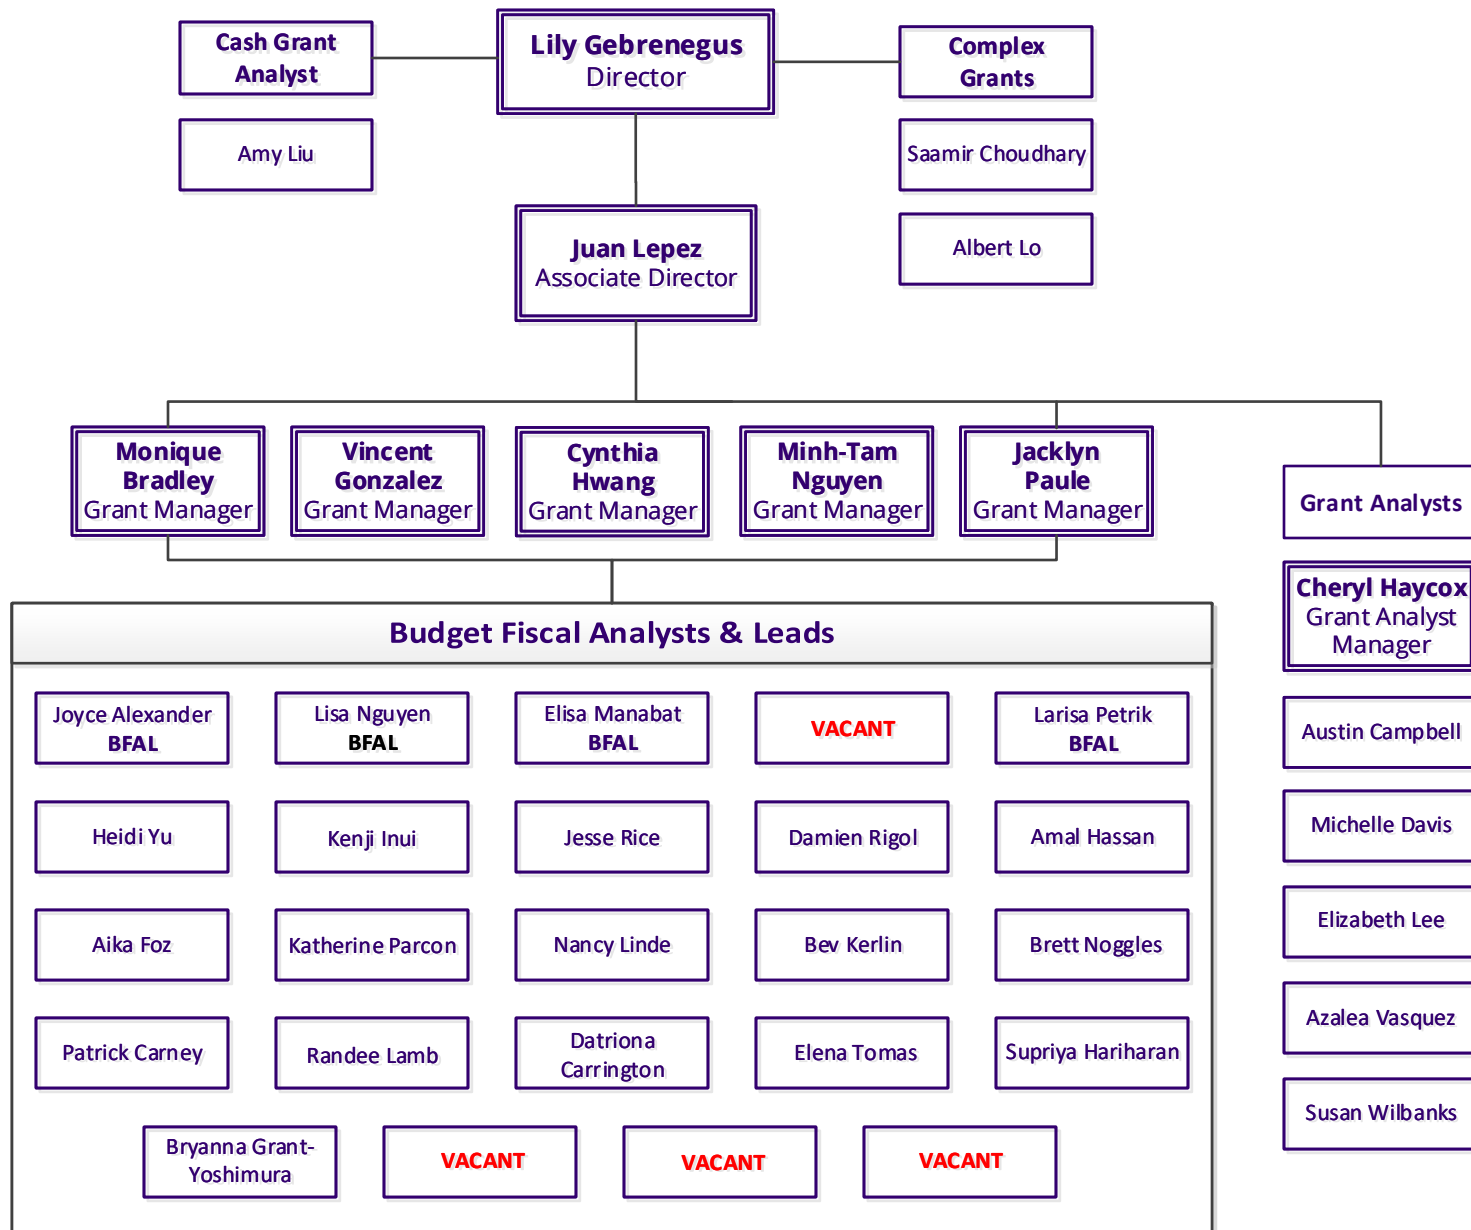 Cash Grant
Analyst
Lily Gebrenegus
Director
Complex
Grants
Amy Liu
Saamir Choudhary
Albert Lo
Juan Lepez
Associate Director
Monique
Bradley
Grant Manager
Vincent
Gonzalez
Grant Manager
Cynthia
Hwang
Grant Manager
Minh-Tam
Nguyen
Grant Manager
Jacklyn
Paule
Grant Manager
Grant Analysts
Cheryl Haycox
Grant Analyst
Manager
Austin Campbell
Michelle Davis
Elizabeth Lee
Azalea Vasquez
Susan Wilbanks
Budget Fiscal Analysts & Leads
Joyce Alexander
BFAL
Lisa Nguyen
BFAL
Elisa Manabat
BFAL
VACANT
Larisa Petrik
BFAL
Heidi Yu
Kenji Inui
Jesse Rice
Damien Rigol
Amal Hassan
Aika Foz
Katherine Parcon
Nancy Linde
Bev Kerlin
Brett Noggles
Patrick Carney
Randee Lamb
Datriona
Carrington
Elena Tomas
Supriya Hariharan
Bryanna Grant-
Yoshimura
VACANT
VACANT
VACANT